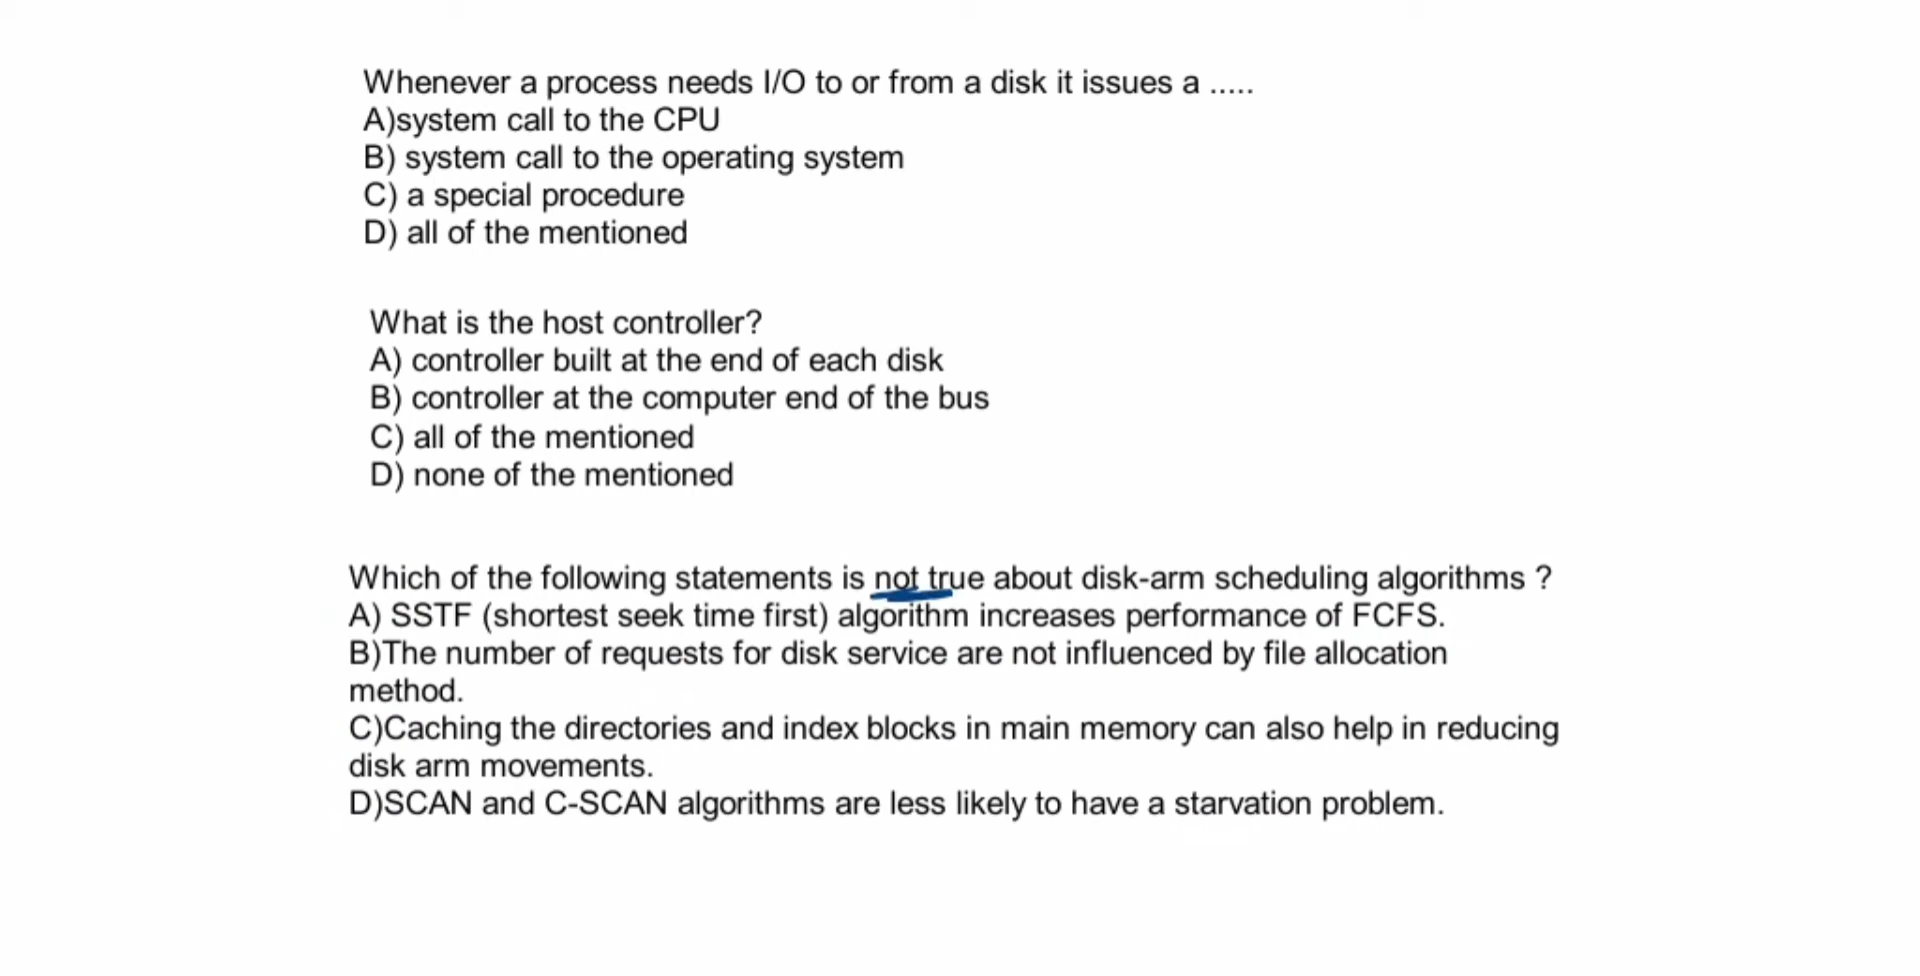 Whenever a process needs I/O to or from a disk it issues a .....
A)system call to the CPU
B) system call to the operating system
C) a special procedure
D) all of the mentioned
What is the host controller?
A) controller built at the end of each disk
B) controller at the computer end of the bus
C) all of the mentioned
D) none of the mentioned
Which of the following statements is not true about disk-arm scheduling algorithms ?
A) SSTF (shortest seek time first) algorithm increases performance of FCFS.
B)The number of requests for disk service are not influenced by file allocation
method.
C)Caching the directories and index blocks in main memory can also help in reducing
disk arm movements.
D)SCAN and C-SCAN algorithms are less likely to have a starvation problem.